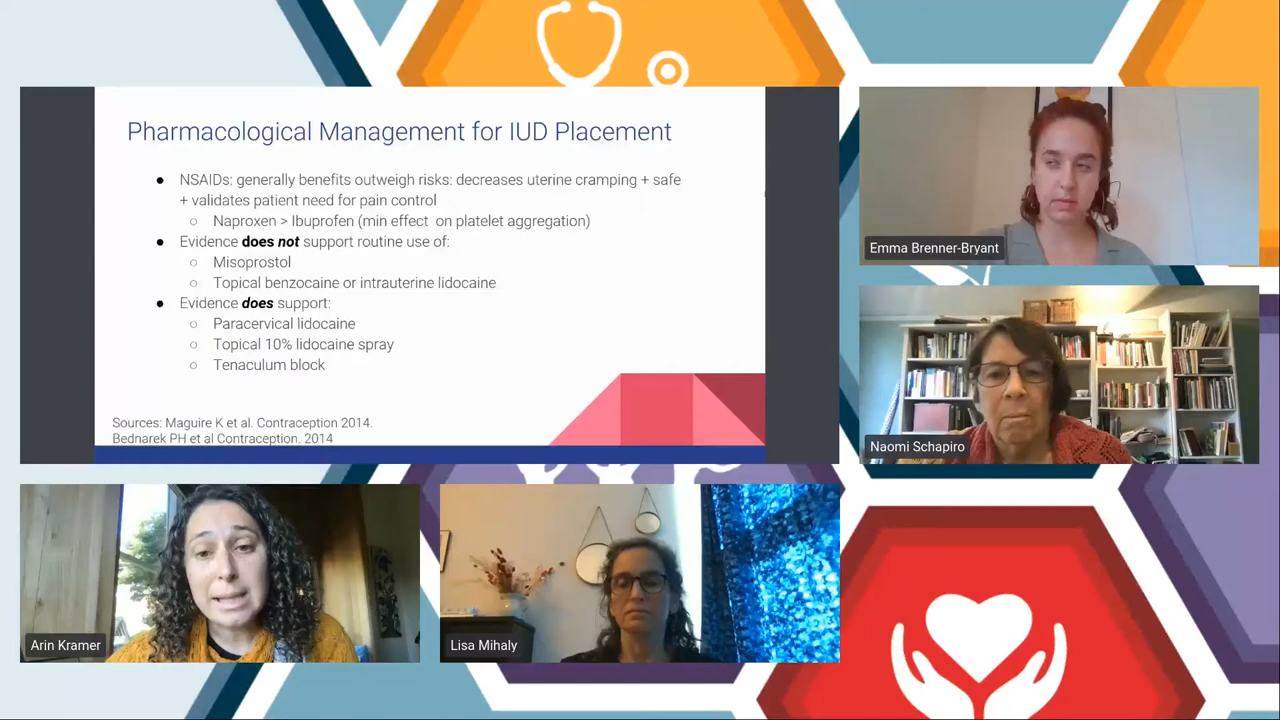 Pharmacological Management for IUD Placement
● NSAIDs: generally benefits outweigh risks: decreases uterine cramping + safe
+ validates patient need for pain control
○ Naproxen > Ibuprofen (min effect on platelet aggregation)
● Evidence does not support routine use of:
○ Misoprostol
○ Topical benzocaine or intrauterine lidocaine
● Evidence does support:
○ Paracervical lidocaine
○ Topical 10% lidocaine spray
○ Tenaculum block
Sources: Maguire K et al. Contraception 2014.
Bednarek PH et al Contraception. 2014
Emma Brenner-Bryant
Naomi Schapiro
Arin Kramer
Lisa Mihaly